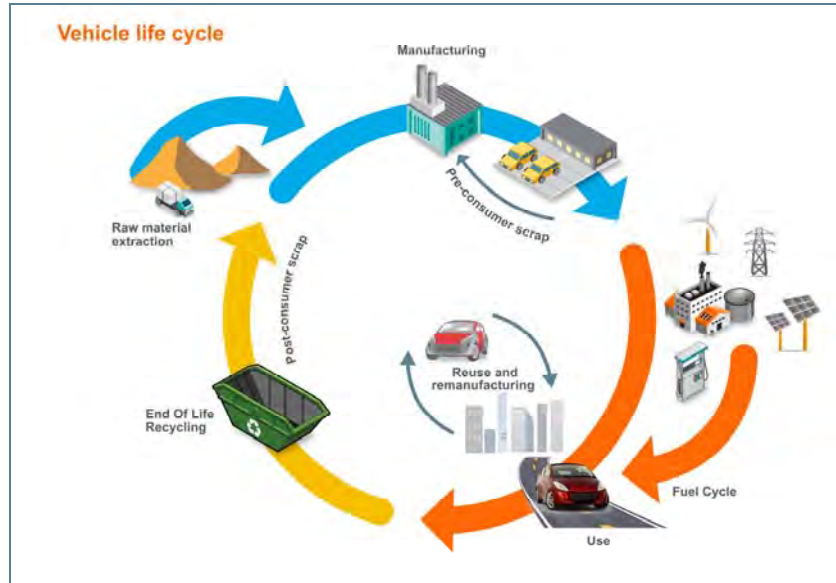 Vehicle life cycle
Manufacturing
Pre-consumer scrap
Raw material
extraction
Post-consumer scrap
Reuse and
remanufacturing
End Of Life
Recycling
Fuel Cycle
Use